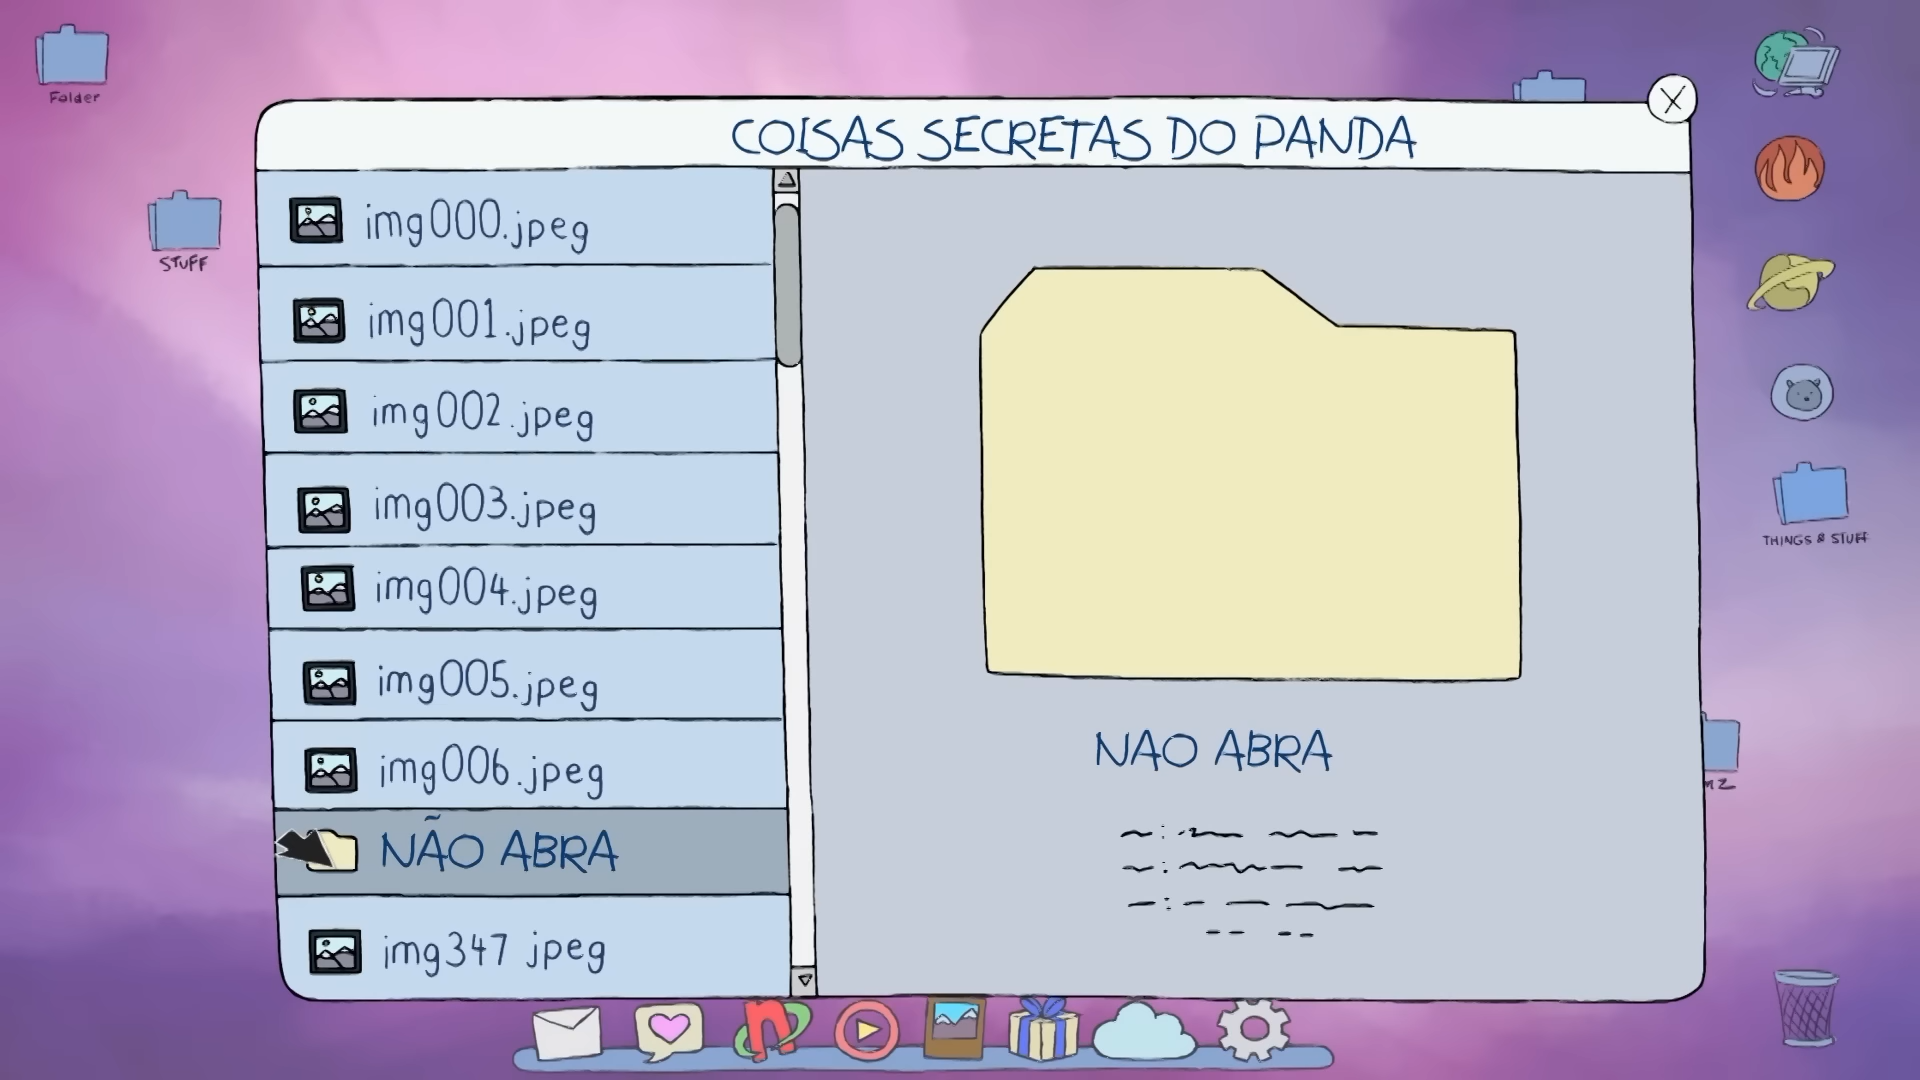 Folder
STUFF
COISAS SECRETAS DO PANDA
img000.jpeg
img001.jpeg
img002.jpeg
img003.jpeg
img004.jpeg
img005.jpeg
img006.jpeg
NÃO ABRA
img347 jpeg
NAO ABRA
THINGS & STUFF